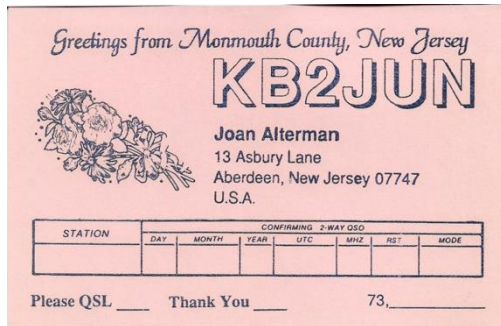 Greetings from Monmouth County, New Jersey
KB2JUN
Joan Alterman
13 Asbury Lane
Aberdeen, New Jersey 07747
U.S.A.
STATION
CONFIRMING 2-WAY QSO
DAY MONTH YEAR UTC MHZ RST MODE
Please QSL ____ Thank You ____ 73,__________